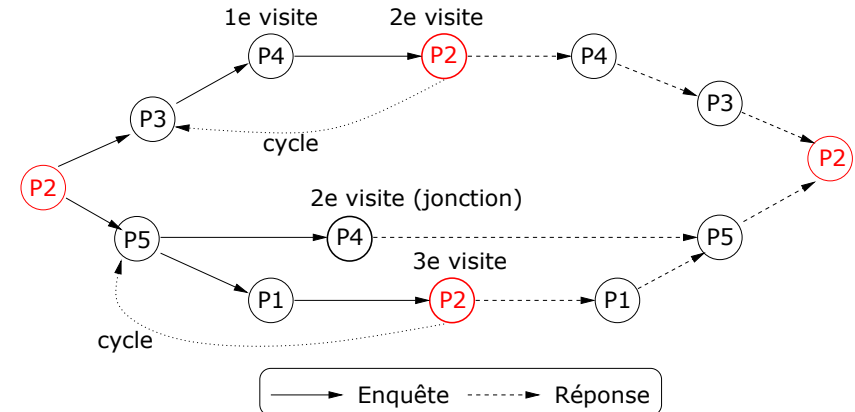 1e visite
2e visite
P4
P2
P4
P3
P3
cycle
P2
P2
2e visite (jonction)
P5
P4
P5
3e visite
P1
P2
P1
cycle
Enquête
Réponse